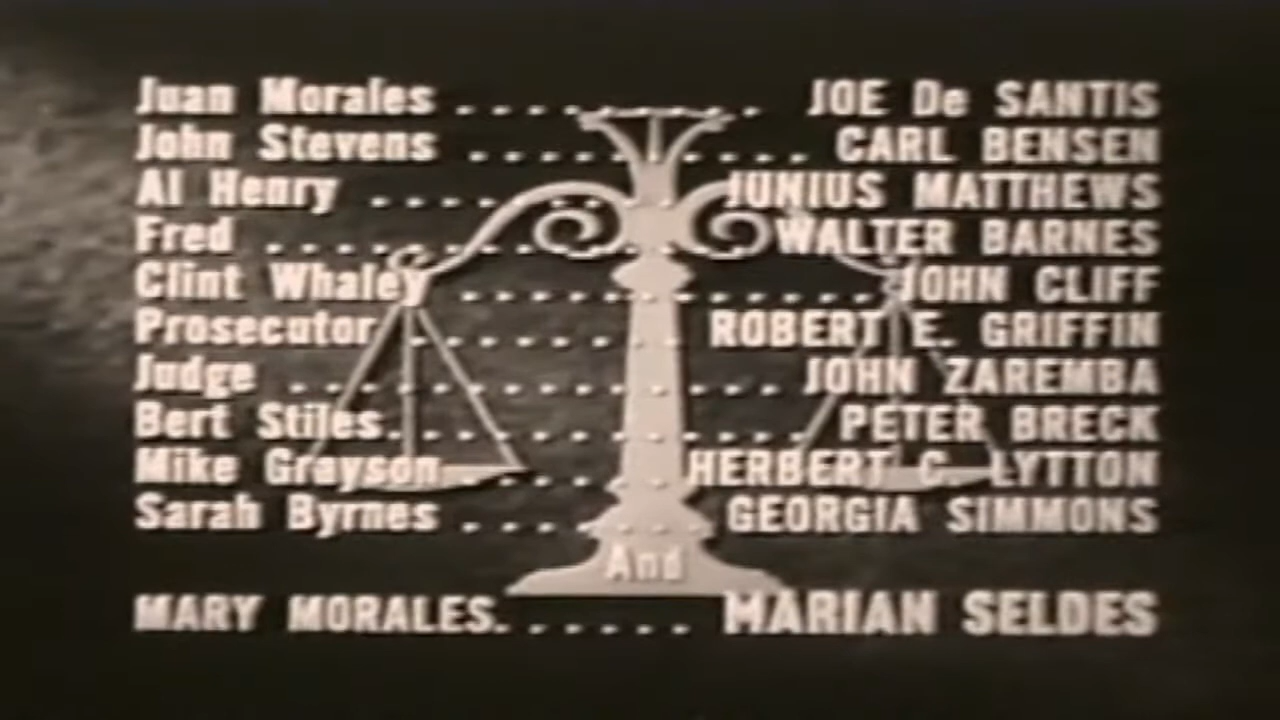 Juan Morales . . . . . . . . . . . JOE De SANTIS
John Stevens . . . . . . . . . . . . CARL BENSEN
Al Henry . . . . . . . . . . . . JUNIUS MATTHEWS
Fred . . . . . . . . . . . . . . . WALTER BARNES
Clint Whaley . . . . . . . . . . . . . . JOHN CLIFF
Prosecutor . . . . . . . . . . ROBERT E. GRIFFIN
Judge . . . . . . . . . . . . . . . . . JOHN ZAREMBA
Bert Stiles. . . . . . . . . . . . . . PETER BRECK
Mike Grayson . . . . . . . HERBERT C. LYTTON
Sarah Byrnes . . . . . . . GEORGIA SIMMONS
And
MARY MORALES. . . . . . MARIAN SELDES